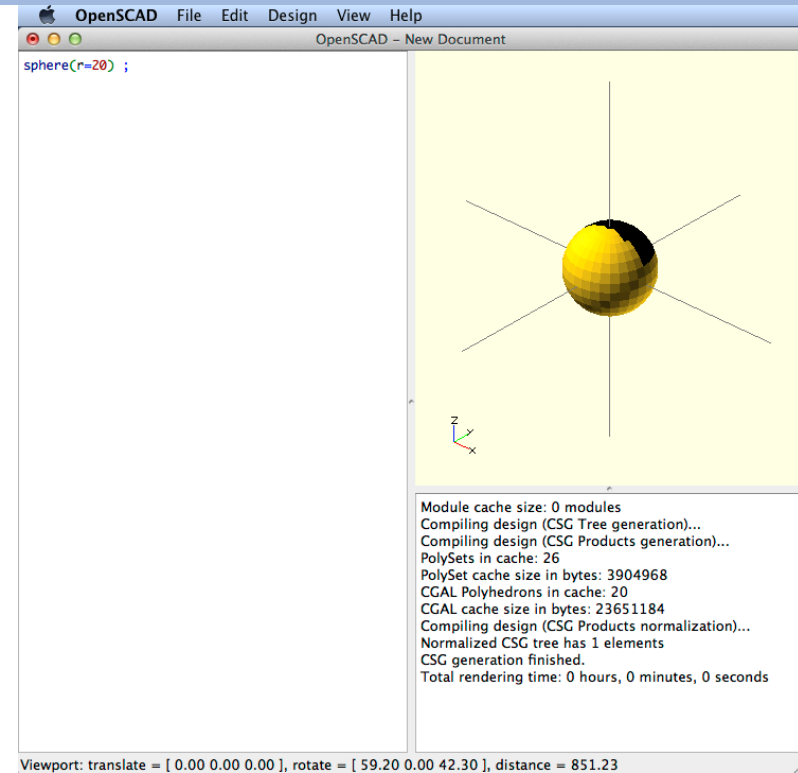 OpenSCAD File Edit Design View Help
OpenSCAD – New Document
sphere(r=20) ;
Z
Y
X
Module cache size: 0 modules
Compiling design (CSG Tree generation)...
Compiling design (CSG Products generation)...
PolySets in cache: 26
PolySet cache size in bytes: 3904968
CGAL Polyhedrons in cache: 20
CGAL cache size in bytes: 23651184
Compiling design (CSG Products normalization)...
Normalized CSG tree has 1 elements
CSG generation finished.
Total rendering time: 0 hours, 0 minutes, 0 seconds
Viewport: translate = [ 0.00 0.00 0.00 ], rotate = [ 59.20 0.00 42.30 ], distance = 851.23